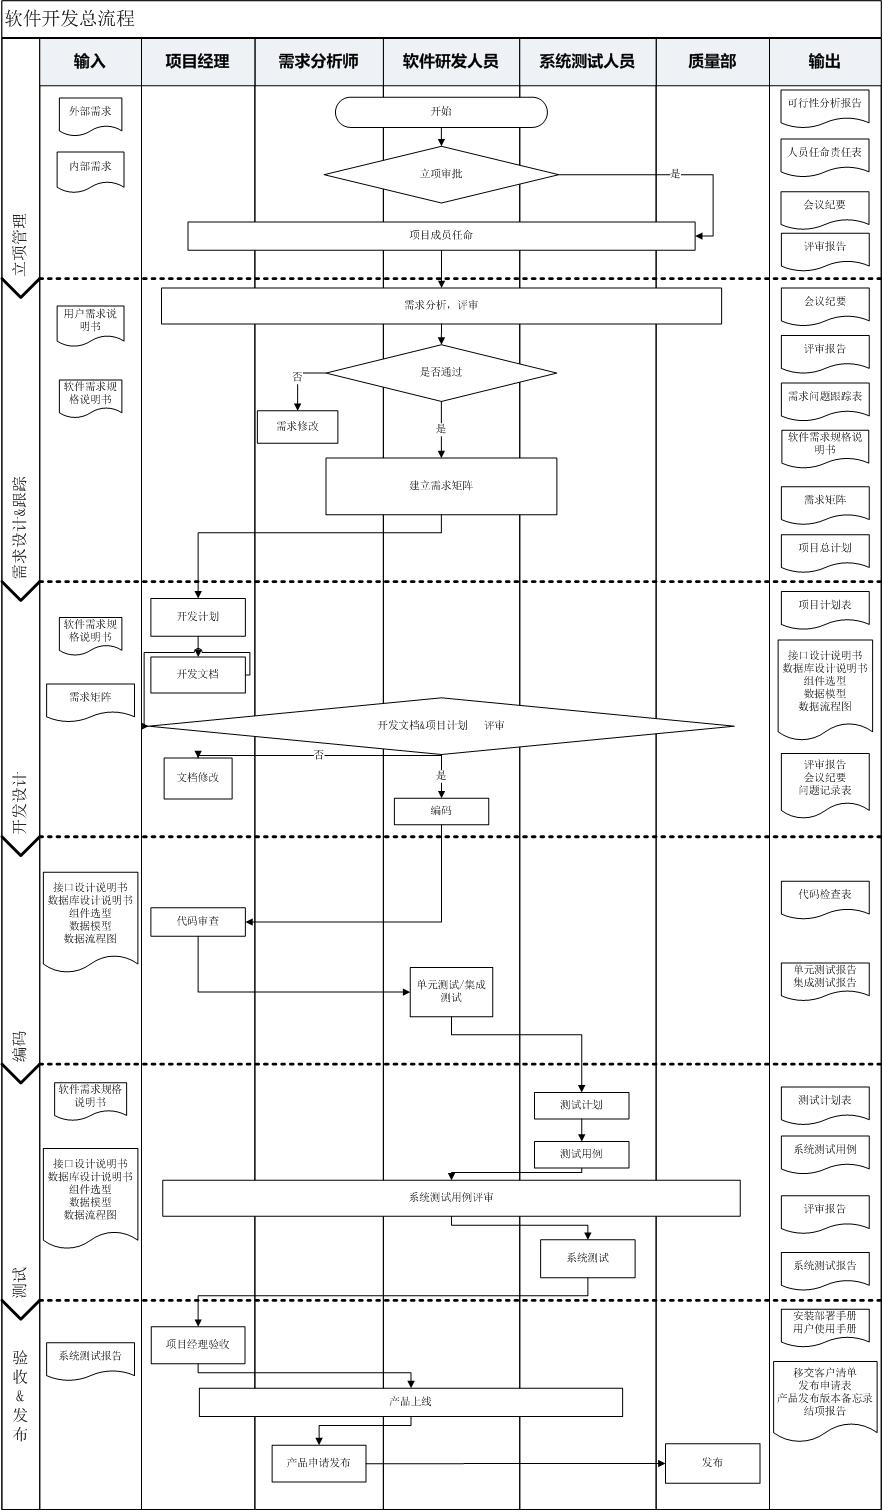 软件开发总流程
输入
项目经理
需求分析师
软件研发人员
系统测试人员
质量部
输出
立项管理
外部需求
内部需求
开始
立项审批
是
项目成员任命
可行性分析报告
人员任命责任表
会议纪要
评审报告
需求设计&跟踪
用户需求说
明书
软件需求规
格说明书
需求分析，评审
是否通过
否
需求修改
是
建立需求矩阵
会议纪要
评审报告
需求问题跟踪表
软件需求规格说
明书
需求矩阵
项目总计划
开发设计
软件需求规
格说明书
需求矩阵
开发计划
开发文档
开发文档&项目计划 评审
否
文档修改
是
编码
项目计划表
接口设计说明书
数据库设计说明书
组件选型
数据模型
数据流程图
评审报告
会议纪要
问题记录表
编码
接口设计说明书
数据库设计说明书
组件选型
数据模型
数据流程图
代码审查
单元测试/集成
测试
代码检查表
单元测试报告
集成测试报告
测试
软件需求规格
说明书
接口设计说明书
数据库设计说明书
组件选型
数据模型
数据流程图
测试计划
测试用例
系统测试用例评审
系统测试
测试计划表
系统测试用例
评审报告
系统测试报告
验收&发布
系统测试报告
项目经理验收
产品上线
产品申请发布
发布
安装部署手册
用户使用手册
移交客户清单
发布申请表
产品发布版本备忘录
结项报告